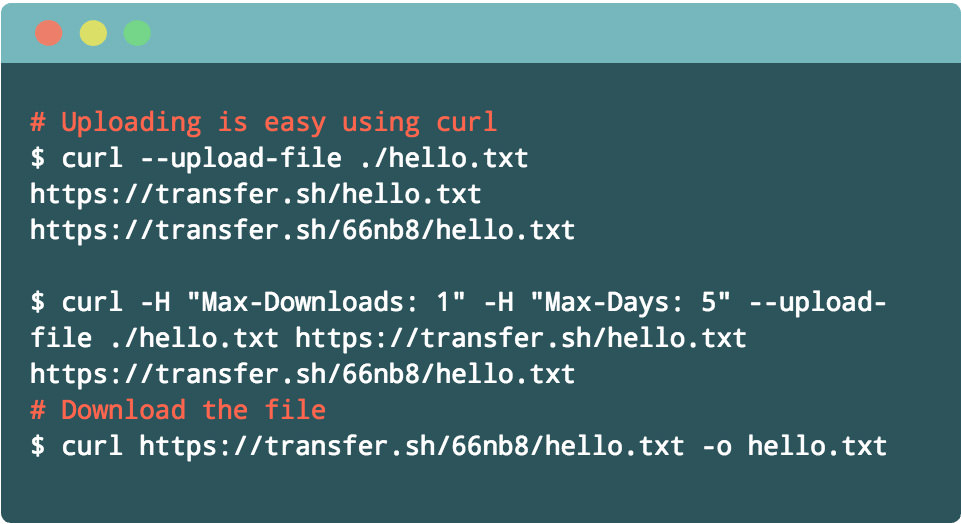 # Uploading is easy using curl
$ curl --upload-file ./hello.txt
https://transfer.sh/hello.txt
https://transfer.sh/66nb8/hello.txt
$ curl -H "Max-Downloads: 1" -H "Max-Days: 5" --upload-
file ./hello.txt https://transfer.sh/hello.txt
https://transfer.sh/66nb8/hello.txt
# Download the file
$ curl https://transfer.sh/66nb8/hello.txt -o hello.txt